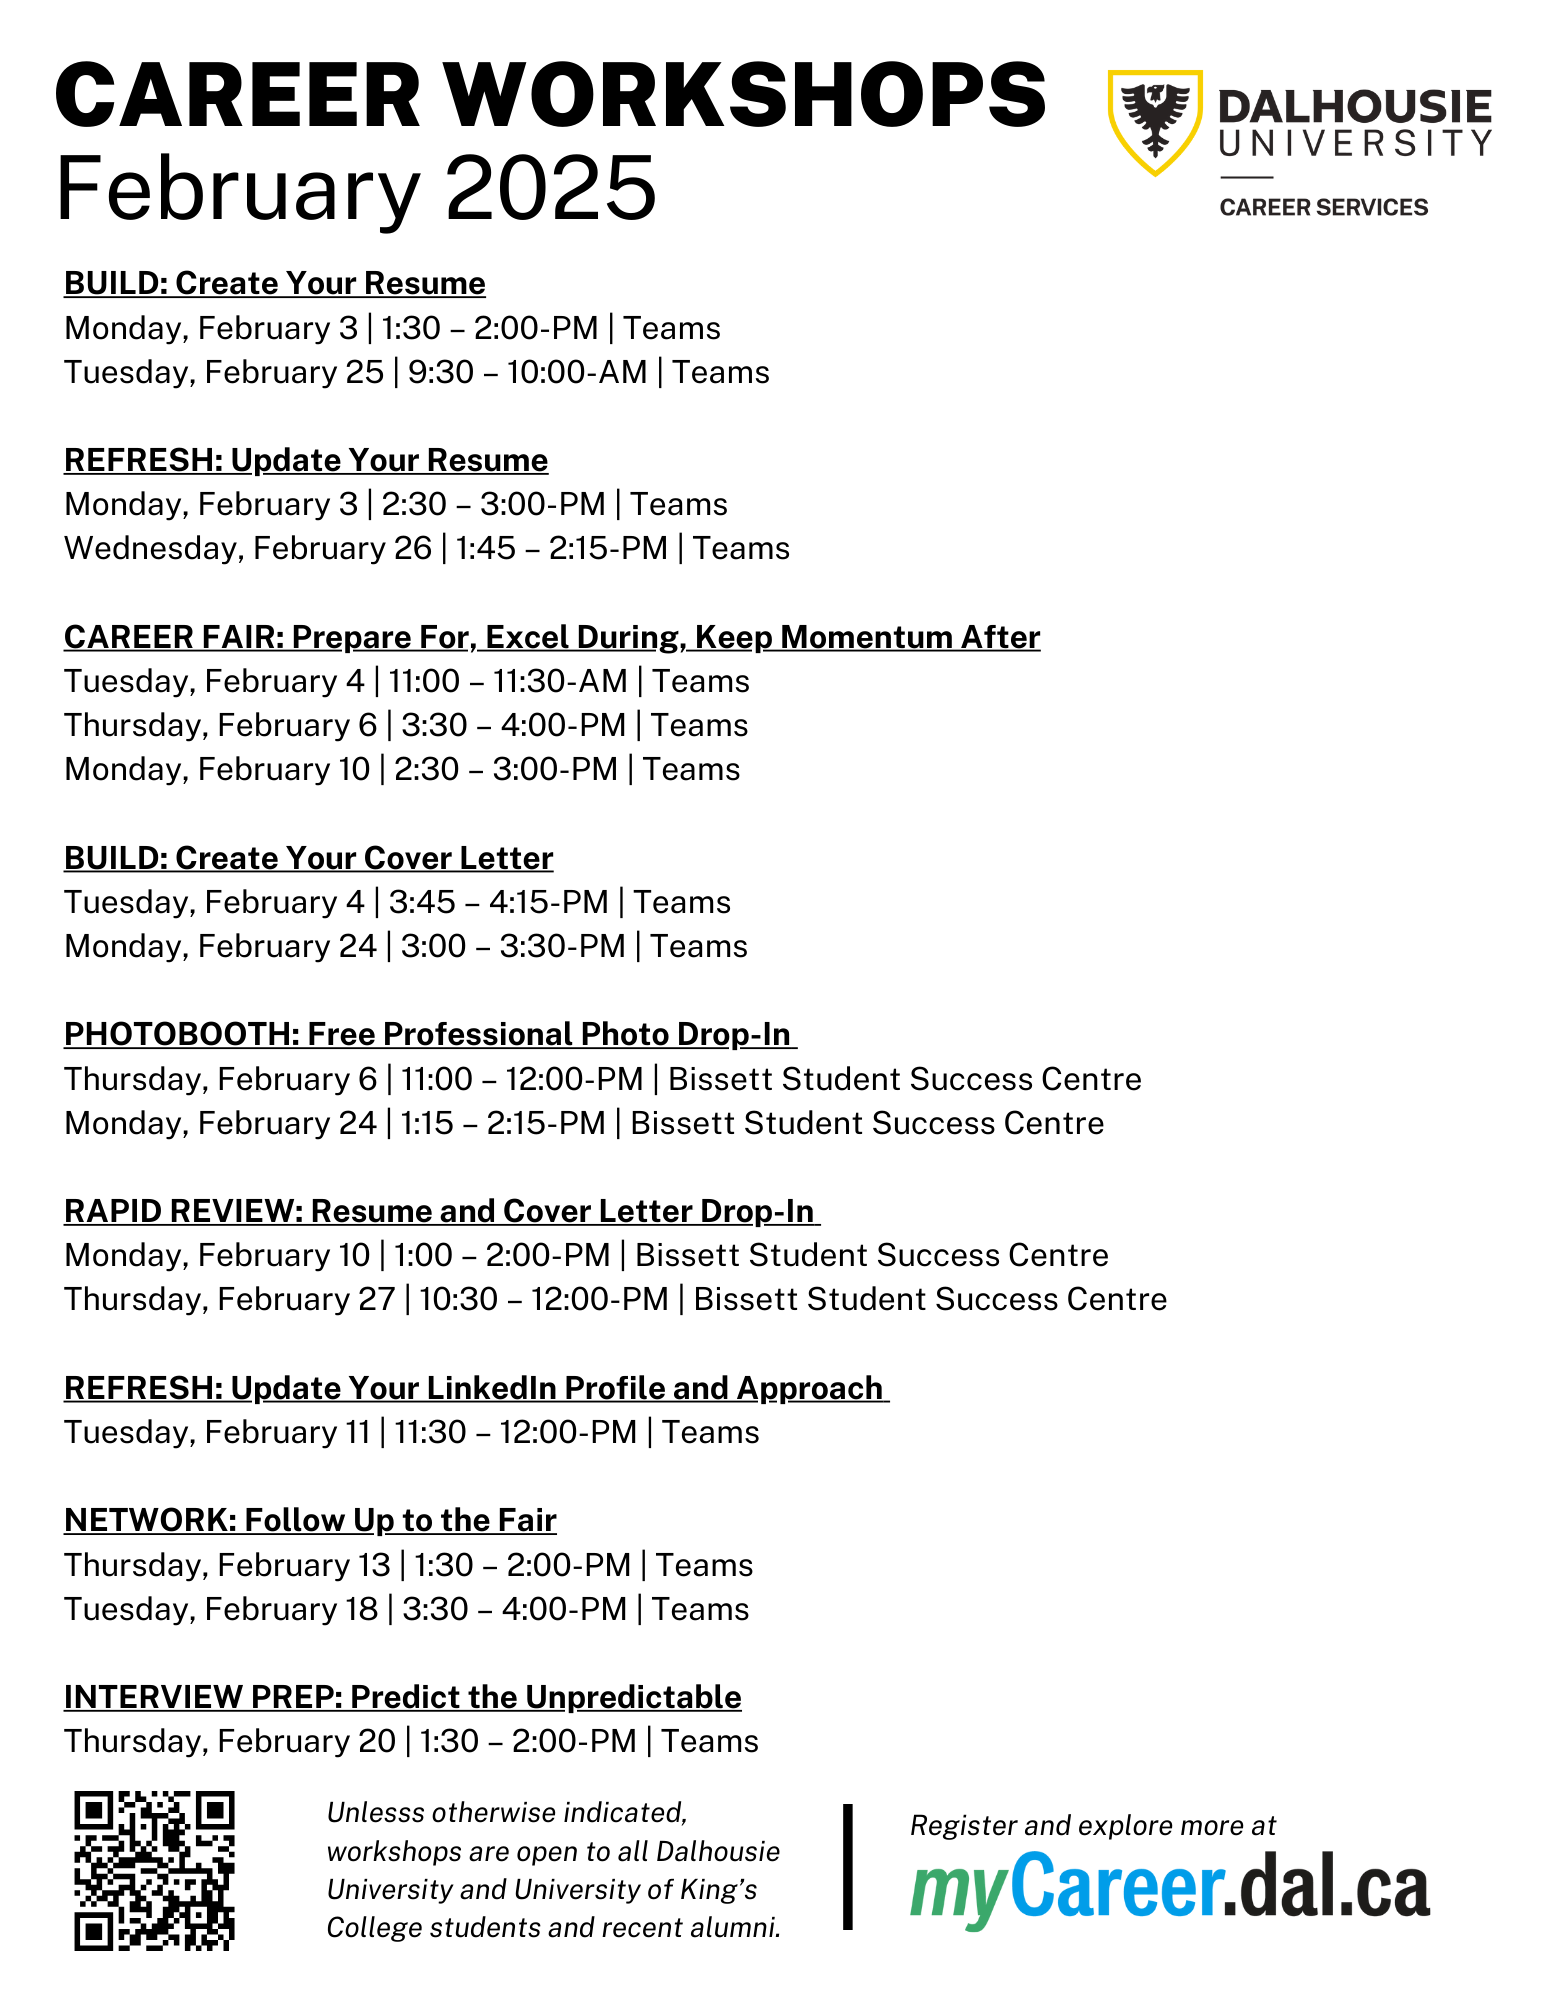 CAREER WORKSHOPS
February 2025
DALHOUSIE
UNIVERSITY
CAREER SERVICES
BUILD: Create Your Resume
Monday, February 3 | 1:30 – 2:00-PM | Teams
Tuesday, February 25 | 9:30 – 10:00-AM | Teams
REFRESH: Update Your Resume
Monday, February 3 | 2:30 – 3:00-PM | Teams
Wednesday, February 26 | 1:45 – 2:15-PM | Teams
CAREER FAIR: Prepare For, Excel During, Keep Momentum After
Tuesday, February 4 | 11:00 – 11:30-AM | Teams
Thursday, February 6 | 3:30 – 4:00-PM | Teams
Monday, February 10 | 2:30 – 3:00-PM | Teams
BUILD: Create Your Cover Letter
Tuesday, February 4 | 3:45 – 4:15-PM | Teams
Monday, February 24 | 3:00 – 3:30-PM | Teams
PHOTOBOOTH: Free Professional Photo Drop-In
Thursday, February 6 | 11:00 – 12:00-PM | Bissett Student Success Centre
Monday, February 24 | 1:15 – 2:15-PM | Bissett Student Success Centre
RAPID REVIEW: Resume and Cover Letter Drop-In
Monday, February 10 | 1:00 – 2:00-PM | Bissett Student Success Centre
Thursday, February 27 | 10:30 – 12:00-PM | Bissett Student Success Centre
REFRESH: Update Your LinkedIn Profile and Approach
Tuesday, February 11 | 11:30 – 12:00-PM | Teams
NETWORK: Follow Up to the Fair
Thursday, February 13 | 1:30 – 2:00-PM | Teams
Tuesday, February 18 | 3:30 – 4:00-PM | Teams
INTERVIEW PREP: Predict the Unpredictable
Thursday, February 20 | 1:30 – 2:00-PM | Teams
Unlesss otherwise indicated,
workshops are open to all Dalhousie
University and University of King's
College students and recent alumni.
Register and explore more at
myCareer.dal.ca